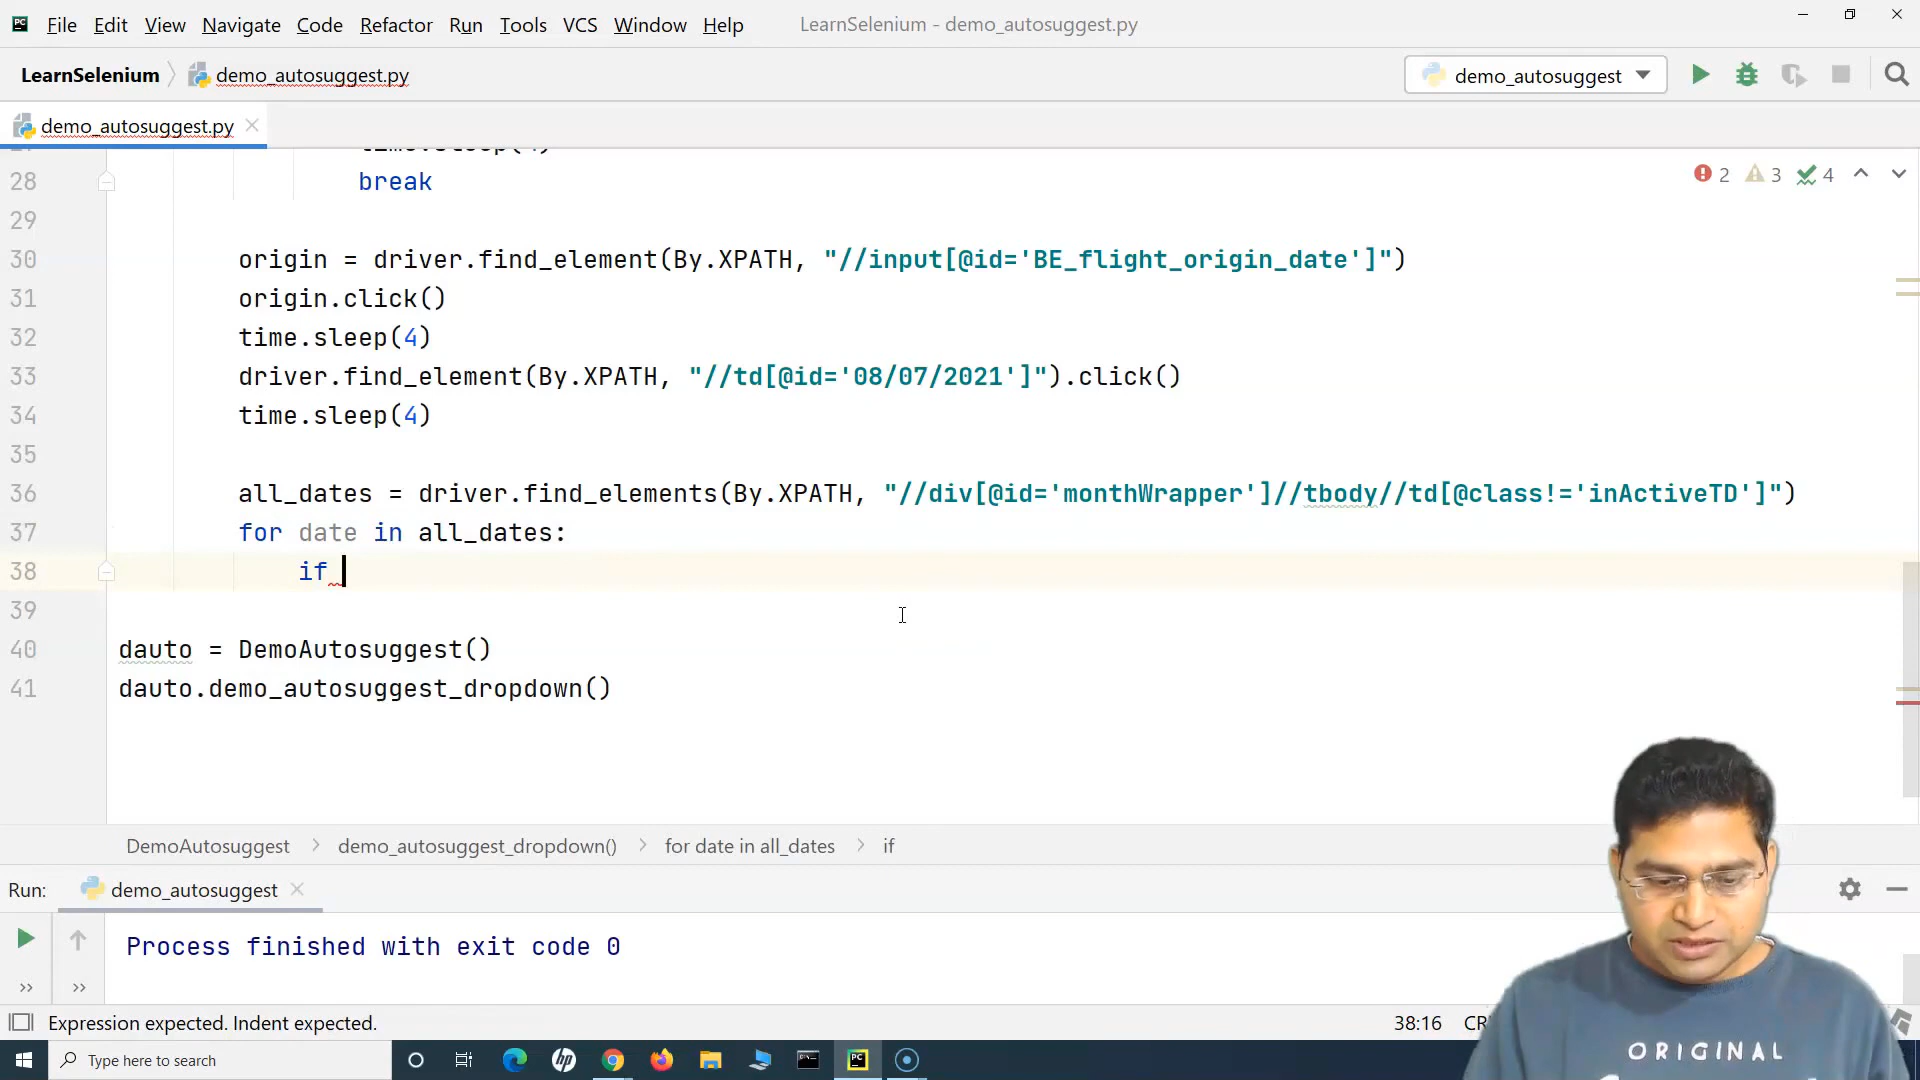 File Edit View Navigate Code Refactor Run Tools VCS Window Help LearnSelenium - demo_autosuggest.py
LearnSelenium demo_autosuggest.py demo_autosuggest
demo_autosuggest.py
28 break 2 3 4
29
30 origin = driver.find_element(By.XPATH, "//input[@id='BE_flight_origin_date']")
31 origin.click()
32 time.sleep(4)
33 driver.find_element(By.XPATH, "//td[@id='08/07/2021']").click()
34 time.sleep(4)
35
36 all_dates = driver.find_elements(By.XPATH, "//div[@id='monthWrapper']//tbody//td[@class!='inActiveTD']")
37 for date in all_dates:
38 if
39
40 dauto = DemoAutosuggest()
41 dauto.demo_autosuggest_dropdown()
DemoAutosuggest demo_autosuggest_dropdown() for date in all_dates if
Run: demo_autosuggest
Process finished with exit code 0
Expression expected. Indent expected. 38:16
Type here to search
ORIGINAL